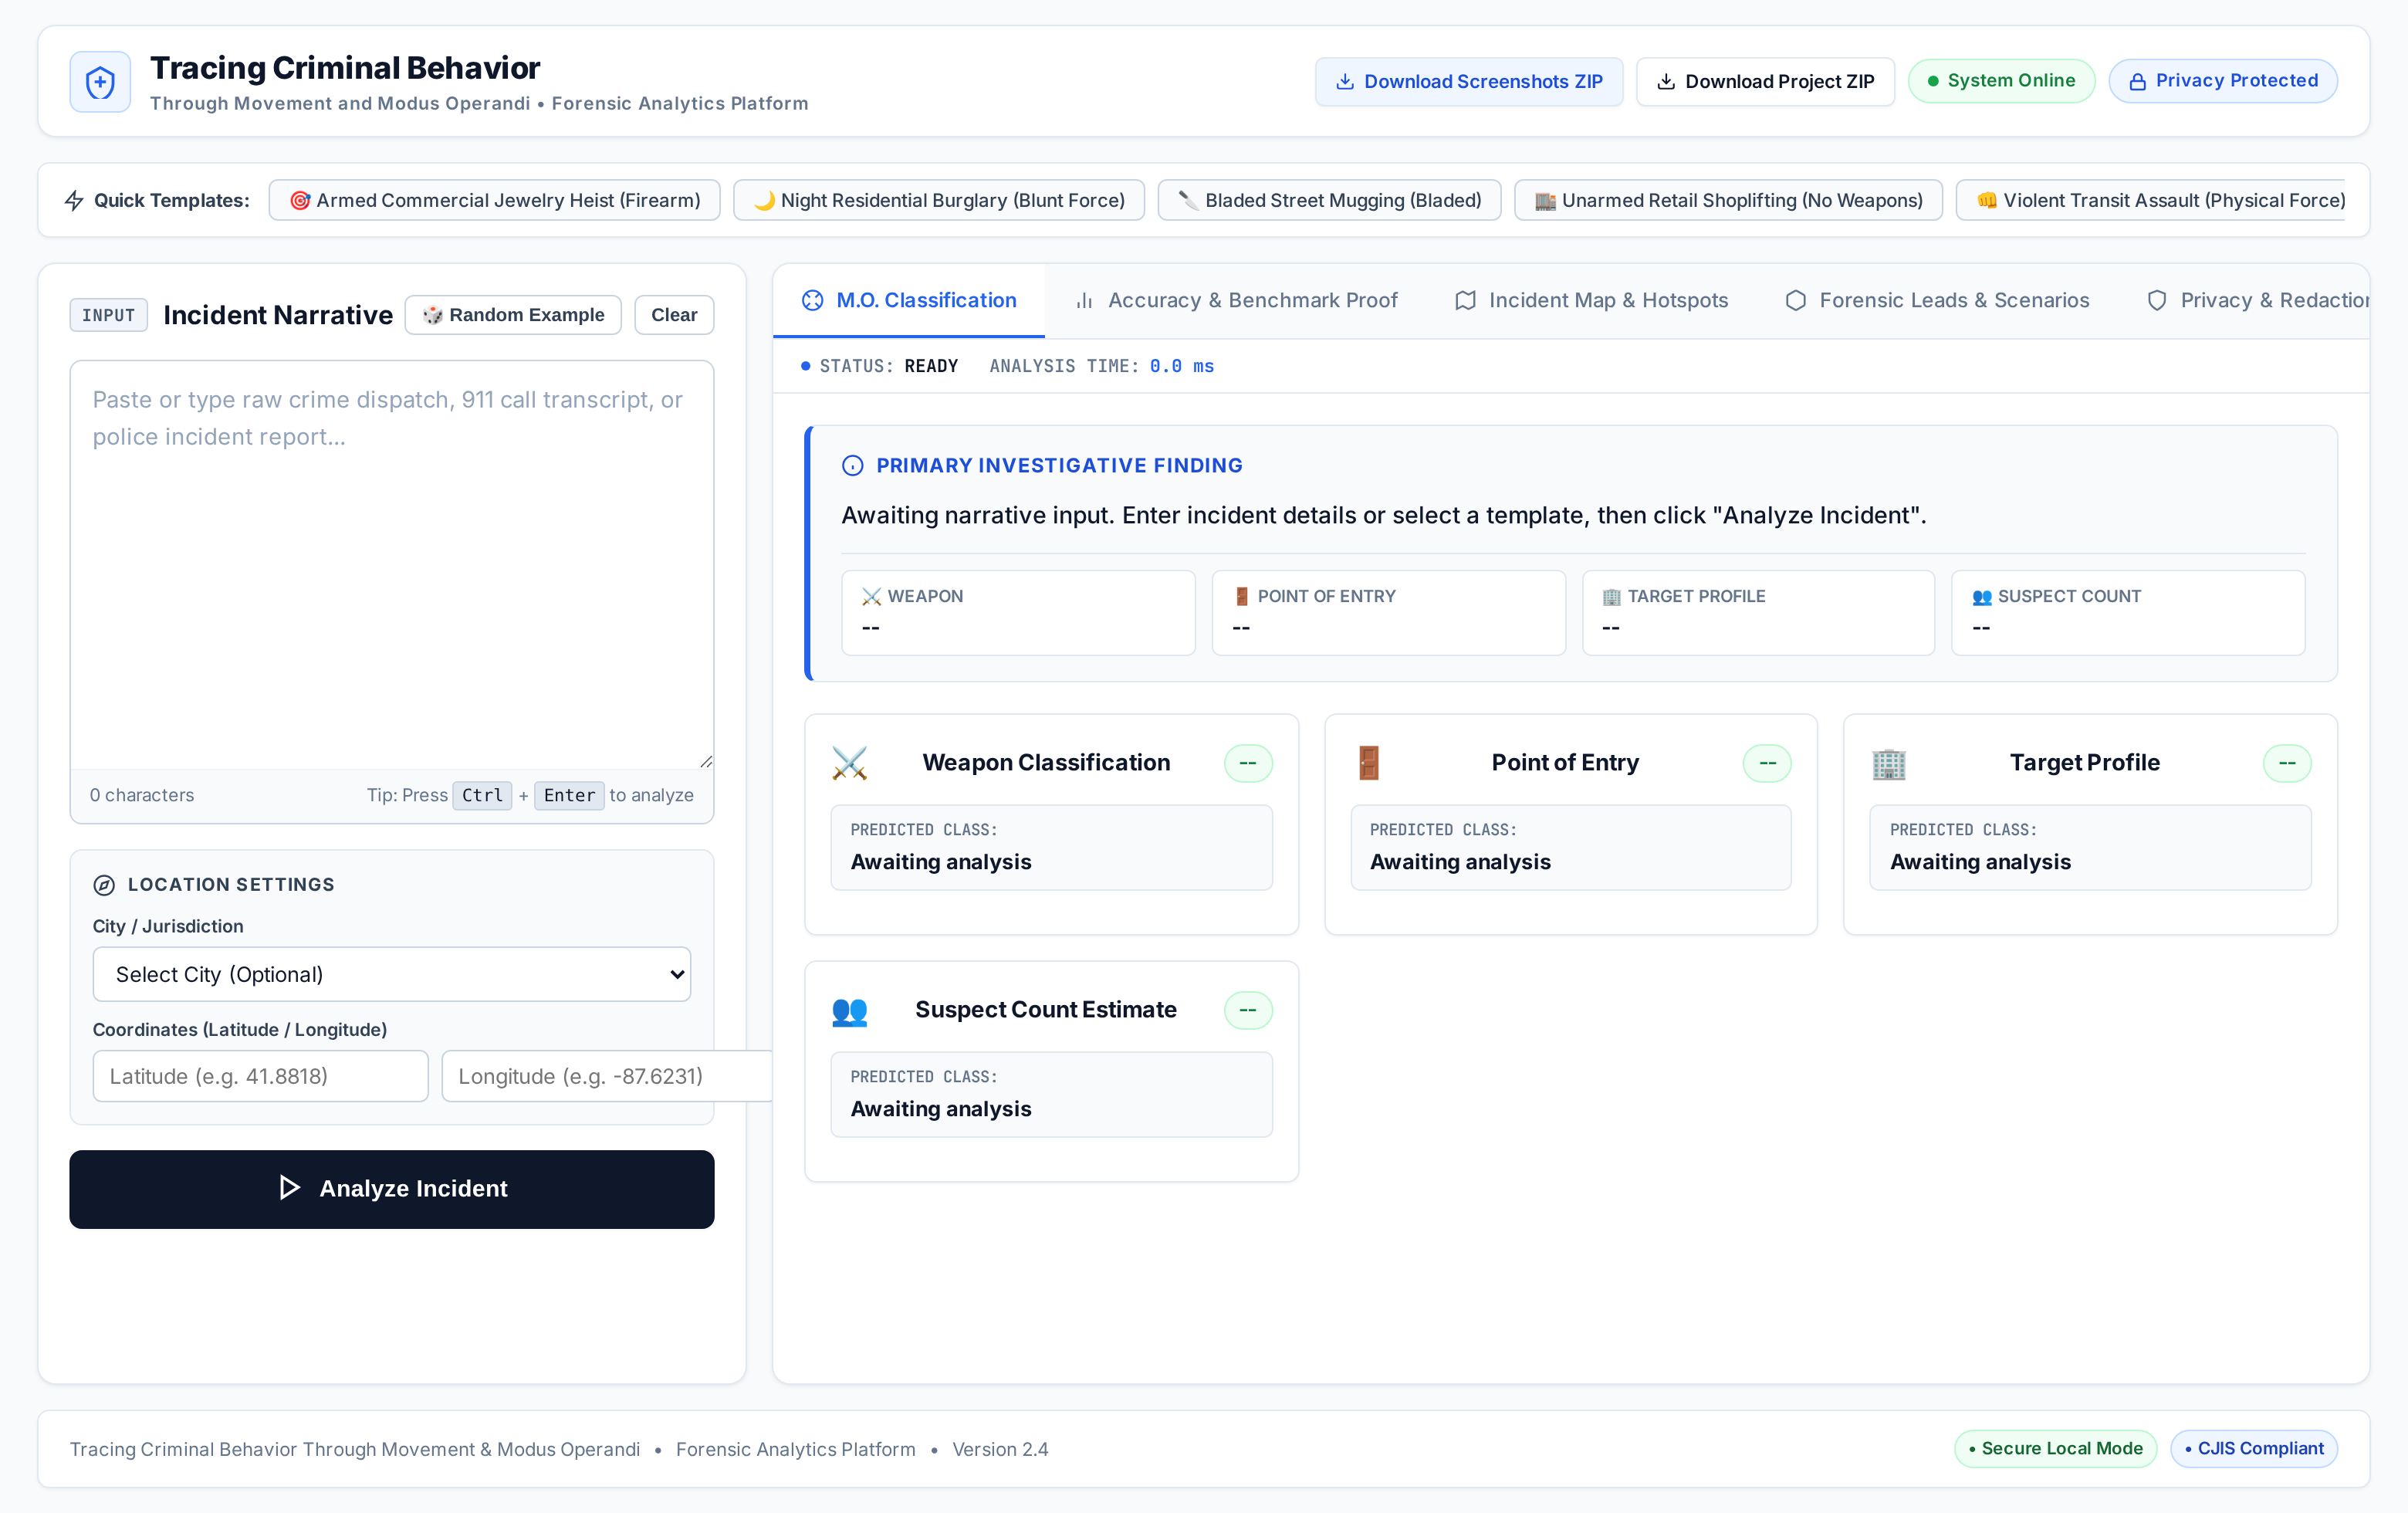 Tracing Criminal Behavior
Through Movement and Modus Operandi • Forensic Analytics Platform
Download Screenshots ZIP
Download Project ZIP
System Online
Privacy Protected
Quick Templates:
🎯 Armed Commercial Jewelry Heist (Firearm)
🌙 Night Residential Burglary (Blunt Force)
🔪 Bladed Street Mugging (Bladed)
🏬 Unarmed Retail Shoplifting (No Weapons)
👊 Violent Transit Assault (Physical Force)
INPUT
Incident Narrative
🎲 Random Example
Clear
Paste or type raw crime dispatch, 911 call transcript, or
police incident report...
0 characters
Tip: Press Ctrl + Enter to analyze
LOCATION SETTINGS
City / Jurisdiction
Select City (Optional)
Coordinates (Latitude / Longitude)
Latitude (e.g. 41.8818)
Longitude (e.g. -87.6231)
Analyze Incident
M.O. Classification
Accuracy & Benchmark Proof
Incident Map & Hotspots
Forensic Leads & Scenarios
Privacy & Redaction
STATUS: READY
ANALYSIS TIME: 0.0 ms
PRIMARY INVESTIGATIVE FINDING
Awaiting narrative input. Enter incident details or select a template, then click "Analyze Incident".
⚔️ WEAPON
--
🚪 POINT OF ENTRY
--
🏢 TARGET PROFILE
--
👥 SUSPECT COUNT
--
Weapon Classification
--
PREDICTED CLASS:
Awaiting analysis
Point of Entry
--
PREDICTED CLASS:
Awaiting analysis
Target Profile
--
PREDICTED CLASS:
Awaiting analysis
Suspect Count Estimate
--
PREDICTED CLASS:
Awaiting analysis
Tracing Criminal Behavior Through Movement & Modus Operandi • Forensic Analytics Platform • Version 2.4
• Secure Local Mode
• CJIS Compliant